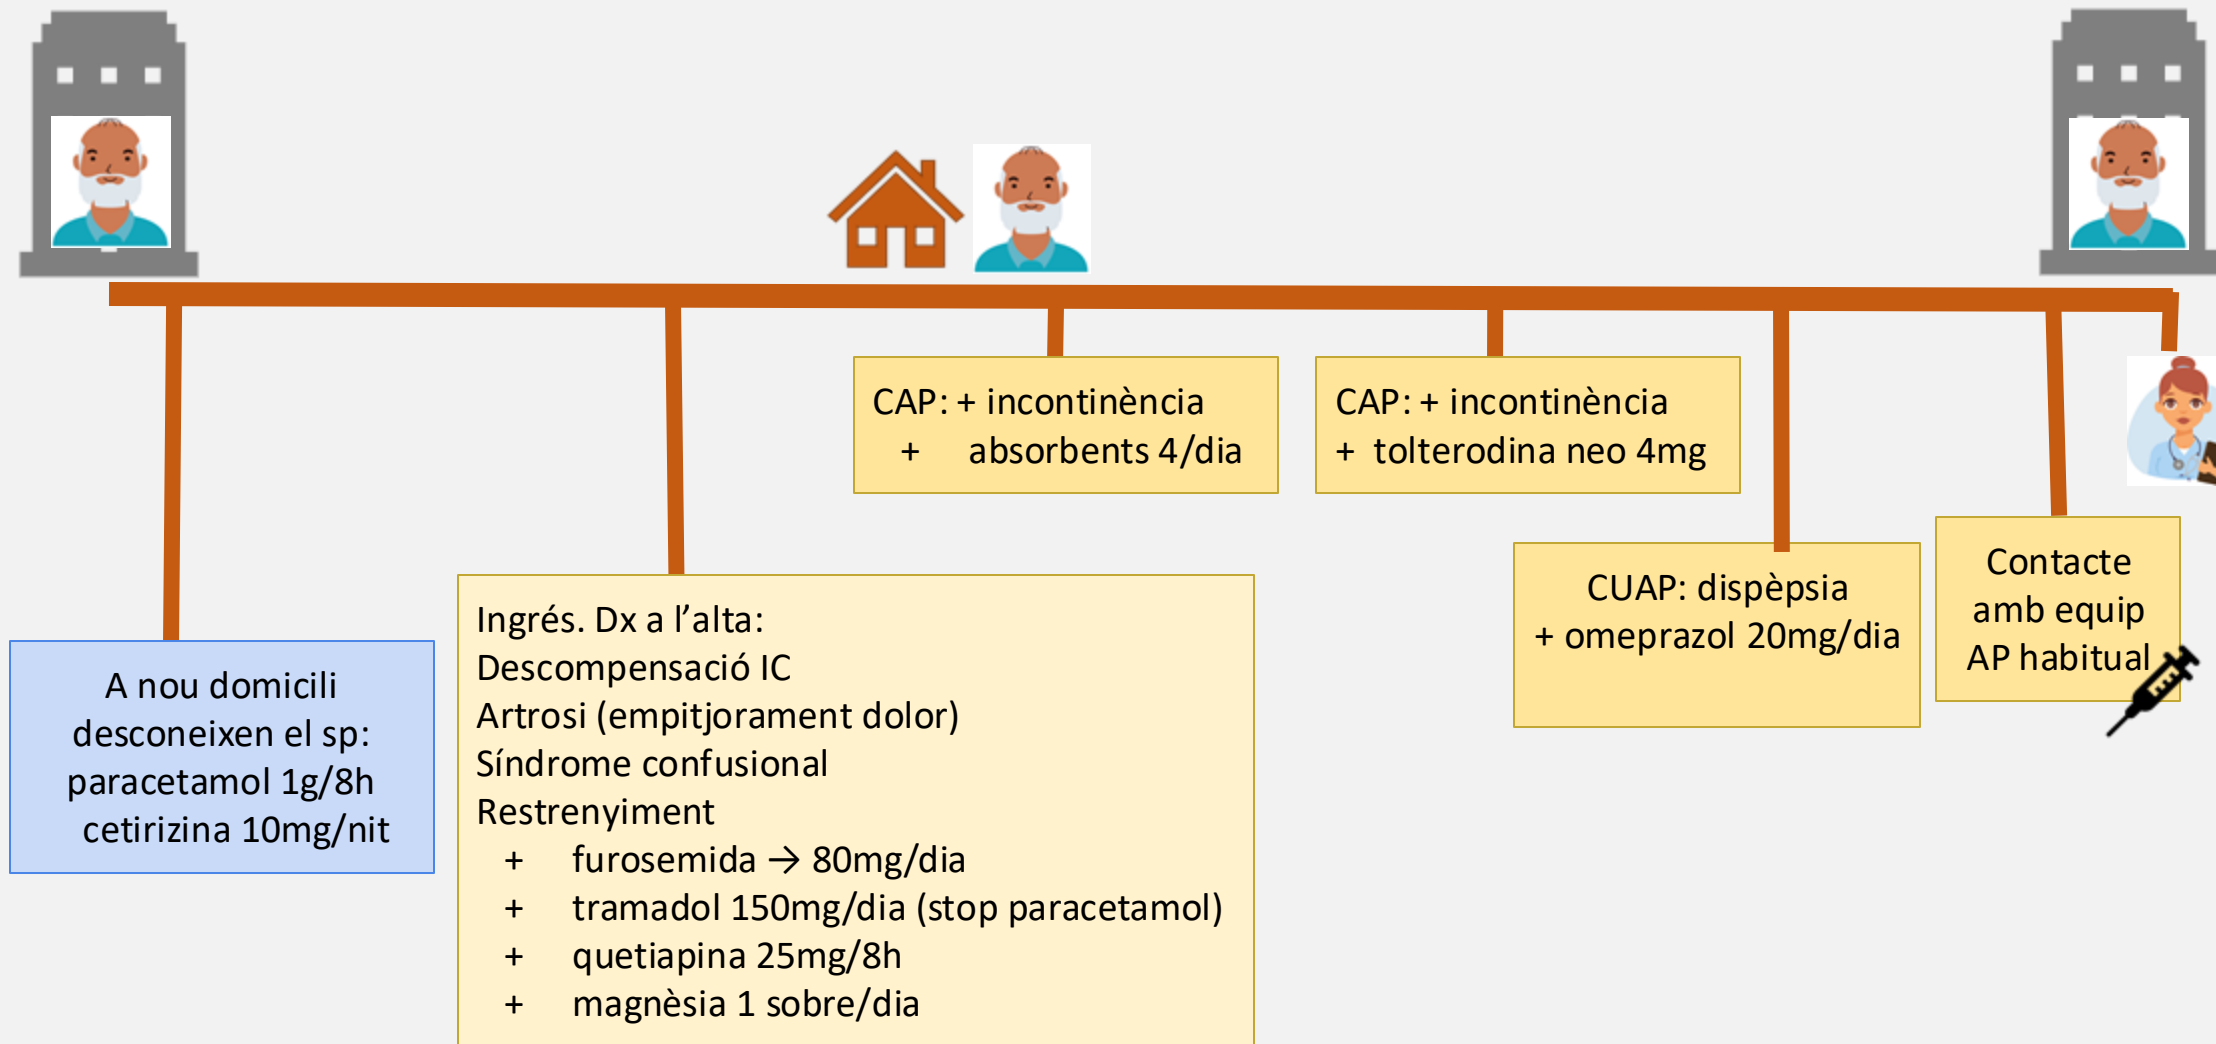 A nou domicili
desconeixen el sp:
paracetamol 1g/8h
cetirizina 10mg/nit
Ingrés. Dx a l’alta:
Descompensació IC
Artrosi (empitjorament dolor)
Síndrome confusional
Restrenyiment
+ furosemida → 80mg/dia
+ tramadol 150mg/dia (stop paracetamol)
+ quetiapina 25mg/8h
+ magnèsia 1 sobre/dia
CAP: + incontinència
+ absorbents 4/dia
CAP: + incontinència
+ tolterodina neo 4mg
CUAP: dispèpsia
+ omeprazol 20mg/dia
Contacte
amb equip
AP habitual